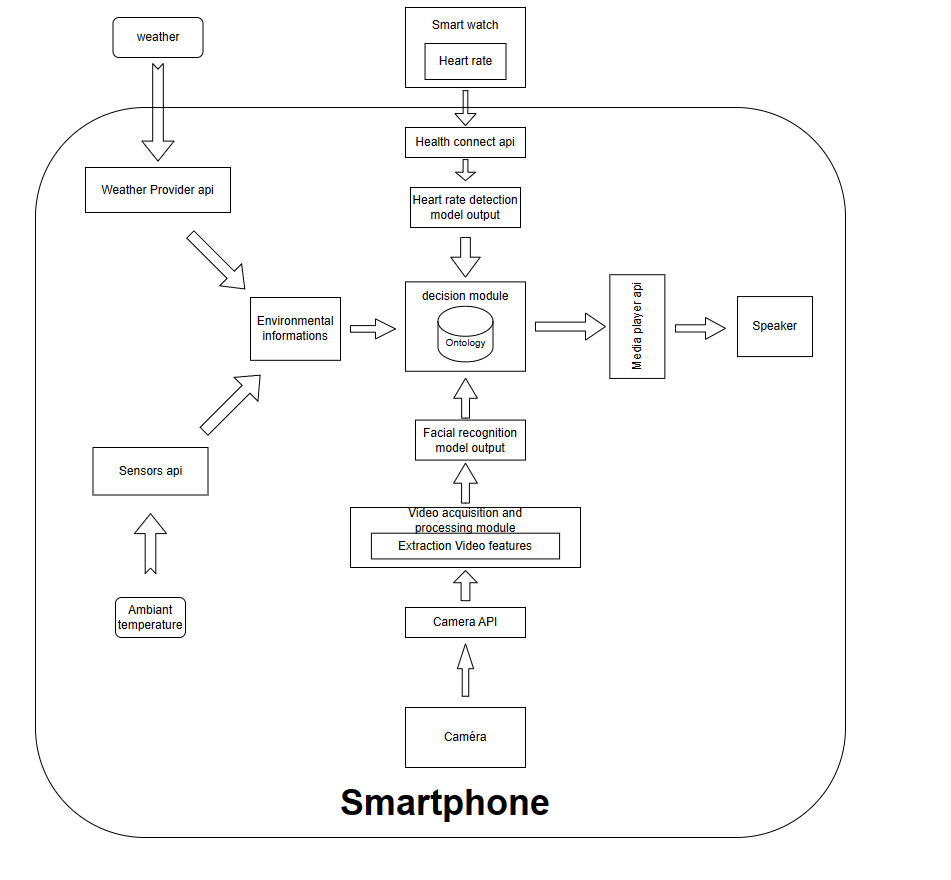 weather
Smart watch
Heart rate
Health connect api
Weather Provider api
Heart rate detection
model output
Environmental
informations
decision module
Ontology
Media player api
Speaker
Facial recognition
model output
Sensors api
Video acquisition and
processing module
Extraction Video features
Ambiant
temperature
Camera API
Caméra
Smartphone